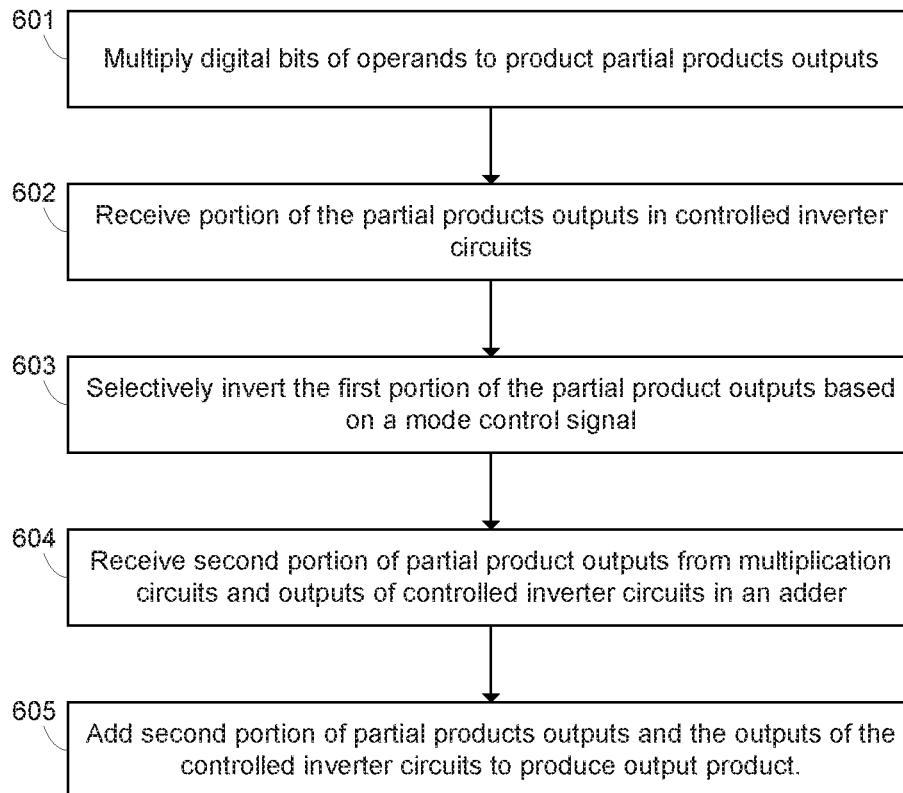 601
Multiply digital bits of operands to product partial products outputs
602
Receive portion of the partial products outputs in controlled inverter
circuits
603
Selectively invert the first portion of the partial product outputs based
on a mode control signal
604
Receive second portion of partial product outputs from multiplication
circuits and outputs of controlled inverter circuits in an adder
605
Add second portion of partial products outputs and the outputs of the
controlled inverter circuits to produce output product.